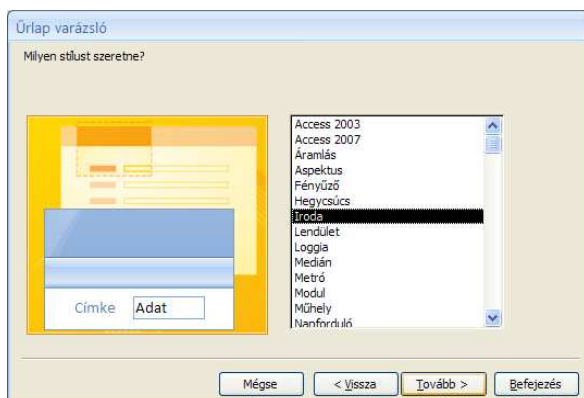 Űrlap varázsló
Milyen stílust szeretne?
Címke
Adat
Access 2003
Access 2007
Áramlás
Aspektus
Fényűző
Hegycsúcs
Iroda
Lendület
Loggia
Medián
Metró
Modul
Műhely
Napforduló
Mégse
< Vissza
Tovább >
Befejezés